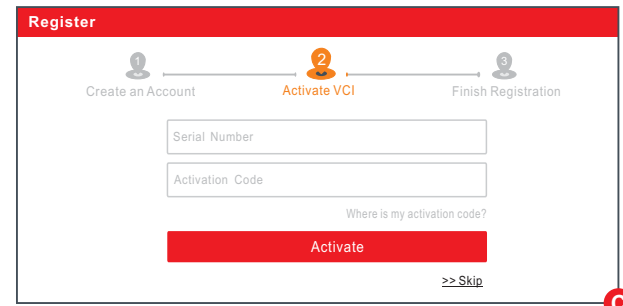 Register
1 2 3
Create an Account Activate VCI Finish Registration
Serial Number
Activation Code
Where is my activation code?
Activate
>> Skip